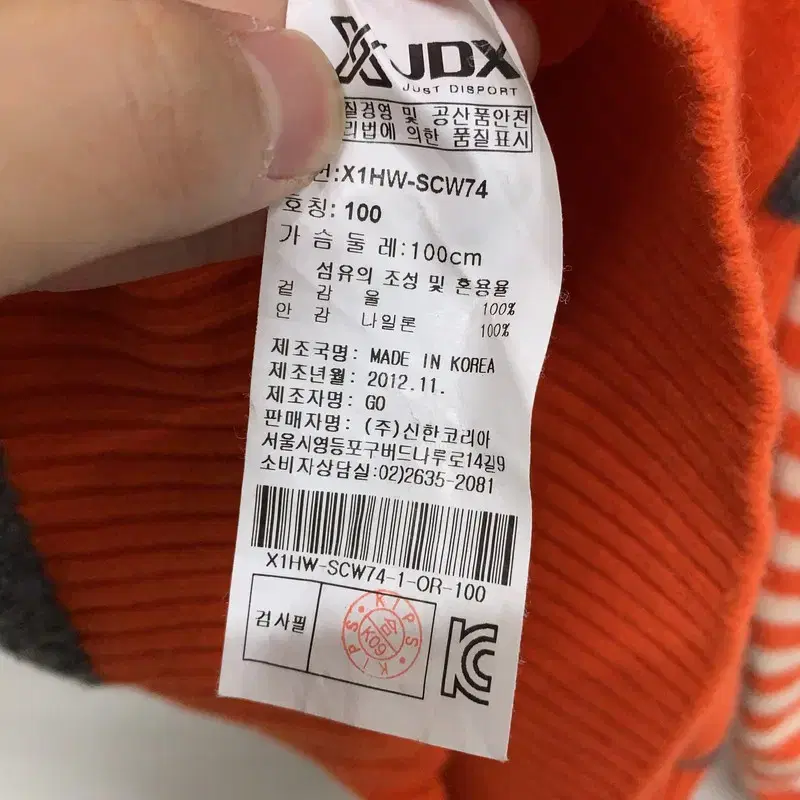 JDX
JUST DISPORT
질경영 및 공산품안전
리법에 의한 품질표시
번:X1HW-SCW74
호칭: 100
가 슴 둘 레:100cm
섬유의 조성 및 혼용율
겉 감 울 100%
안 감 나일론 100%
제조국명: MADE IN KOREA
제조년월: 2012.11.
제조자명: GO
판매자명: (주)신한코리아
서울시영등포구버드나루로14길9
소비자상담실:02)2635-2081
X1HW-SCW74-1-OR-100
검사필
KIPS
합
K09
KIPS
KC